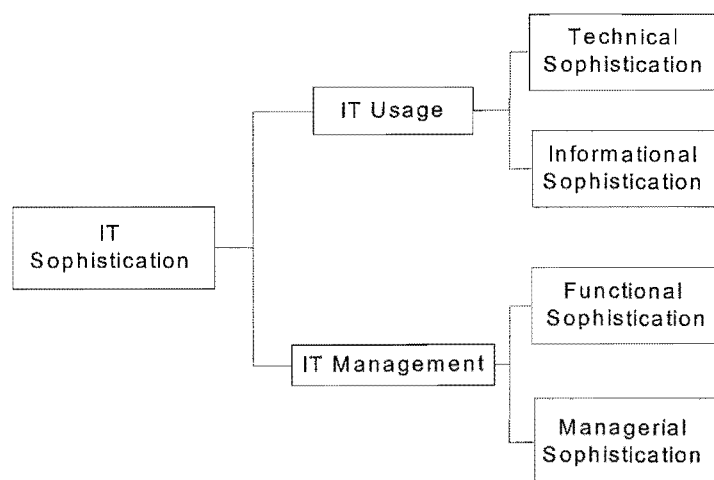 Technical
Sophistication
IT Usage
Informational
Sophistication
IT
Sophistication
Functional
Sophistication
IT Management
Managerial
Sophistication